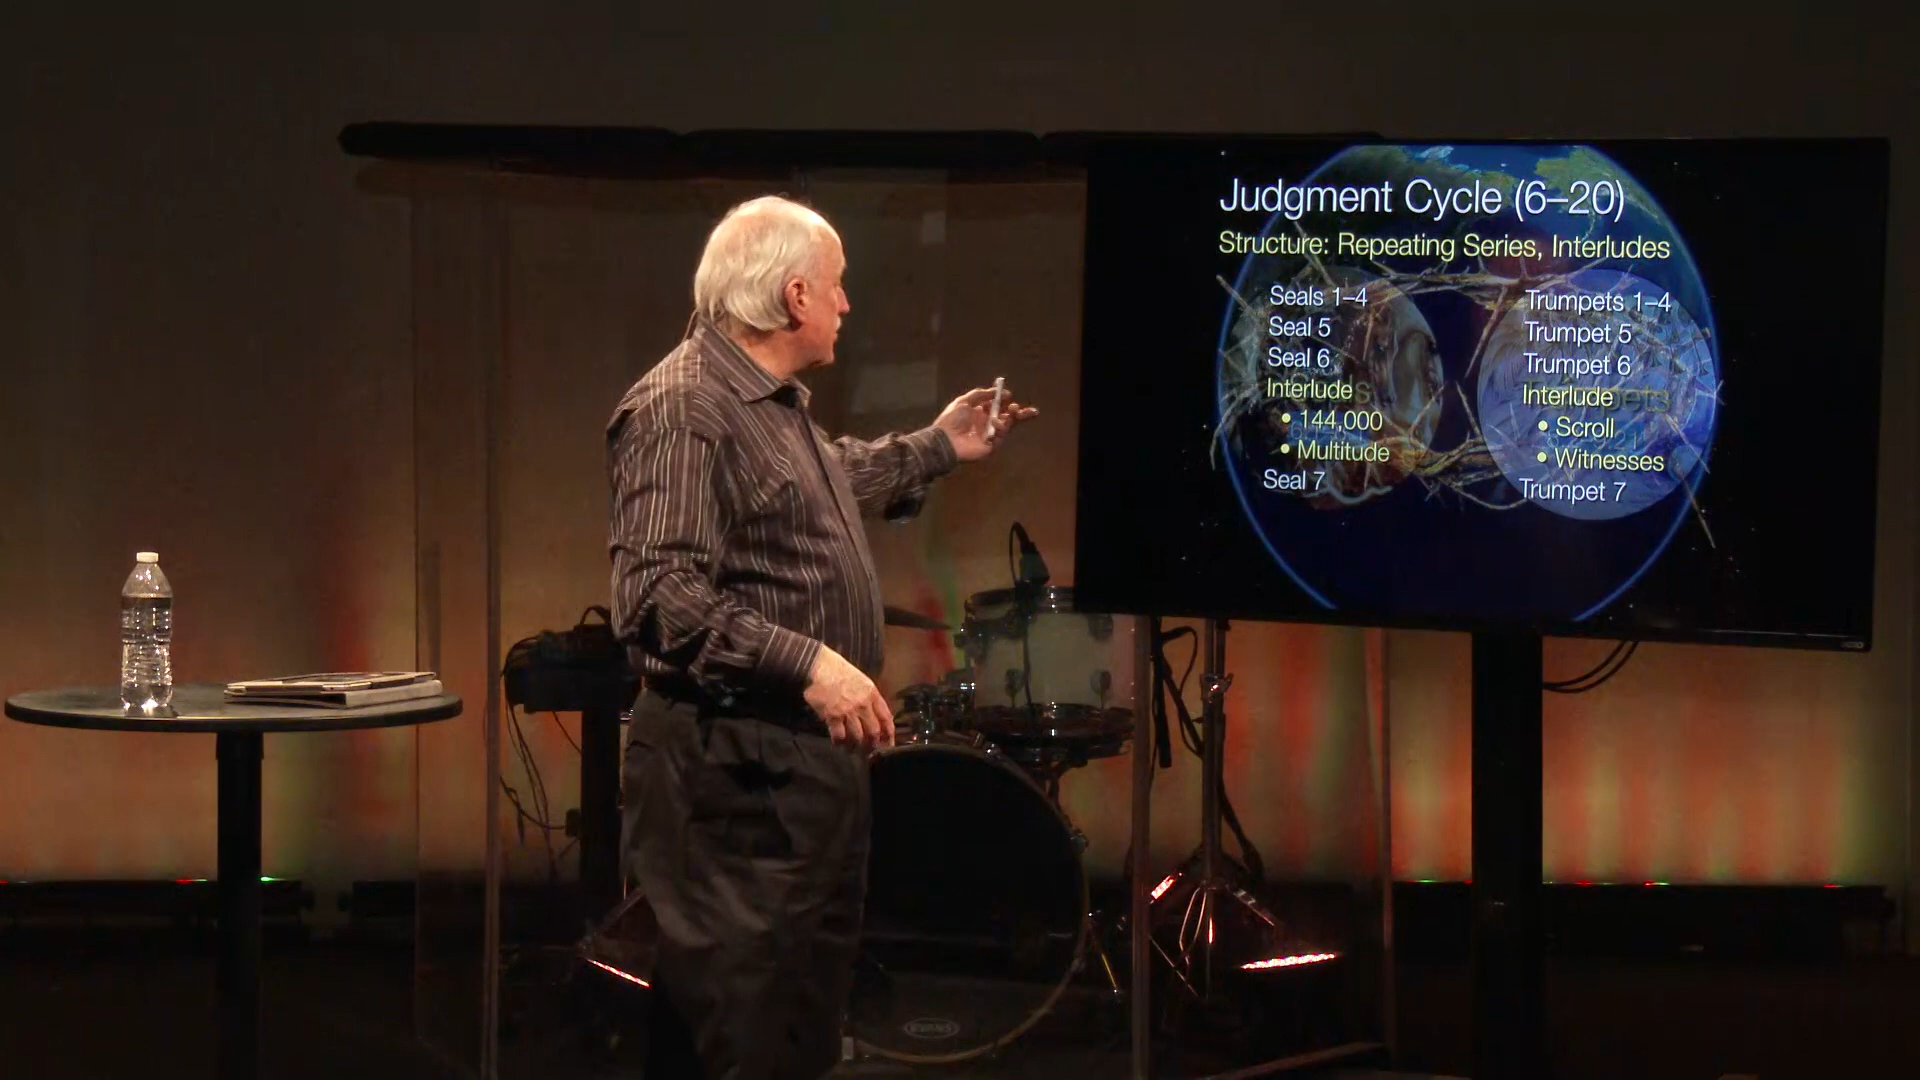 Judgment Cycle (6–20)
Structure: Repeating Series, Interludes
Seals 1–4
Seal 5
Seal 6
Interlude
• 144,000
• Multitude
Seal 7
Trumpets 1–4
Trumpet 5
Trumpet 6
Interlude
• Scroll
• Witnesses
Trumpet 7
EVANS